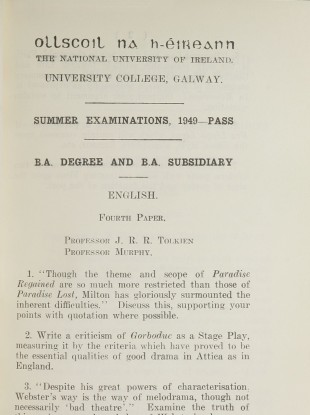 ollscoil na h-éireann
THE NATIONAL UNIVERSITY OF IRELAND.
UNIVERSITY COLLEGE, GALWAY.
SUMMER EXAMINATIONS, 1949—PASS
B.A. DEGREE AND B.A. SUBSIDIARY
ENGLISH.
FOURTH PAPER.
PROFESSOR J. R. R. TOLKIEN
PROFESSOR MURPHY.
1. "Though the theme and scope of Paradise
Regained are so much more restricted than those of
Paradise Lost, Milton has gloriously surmounted the
inherent difficulties." Discuss this, supporting your
points with quotation where possible.
2. Write a criticism of Gorboduc as a Stage Play,
measuring it by the criteria which have proved to be
the essential qualities of good drama in Attica as in
England.
3. "Despite his great powers of characterisation
Webster's way is the way of melodrama, though not
necessarily 'bad theatre'." Examine the truth of